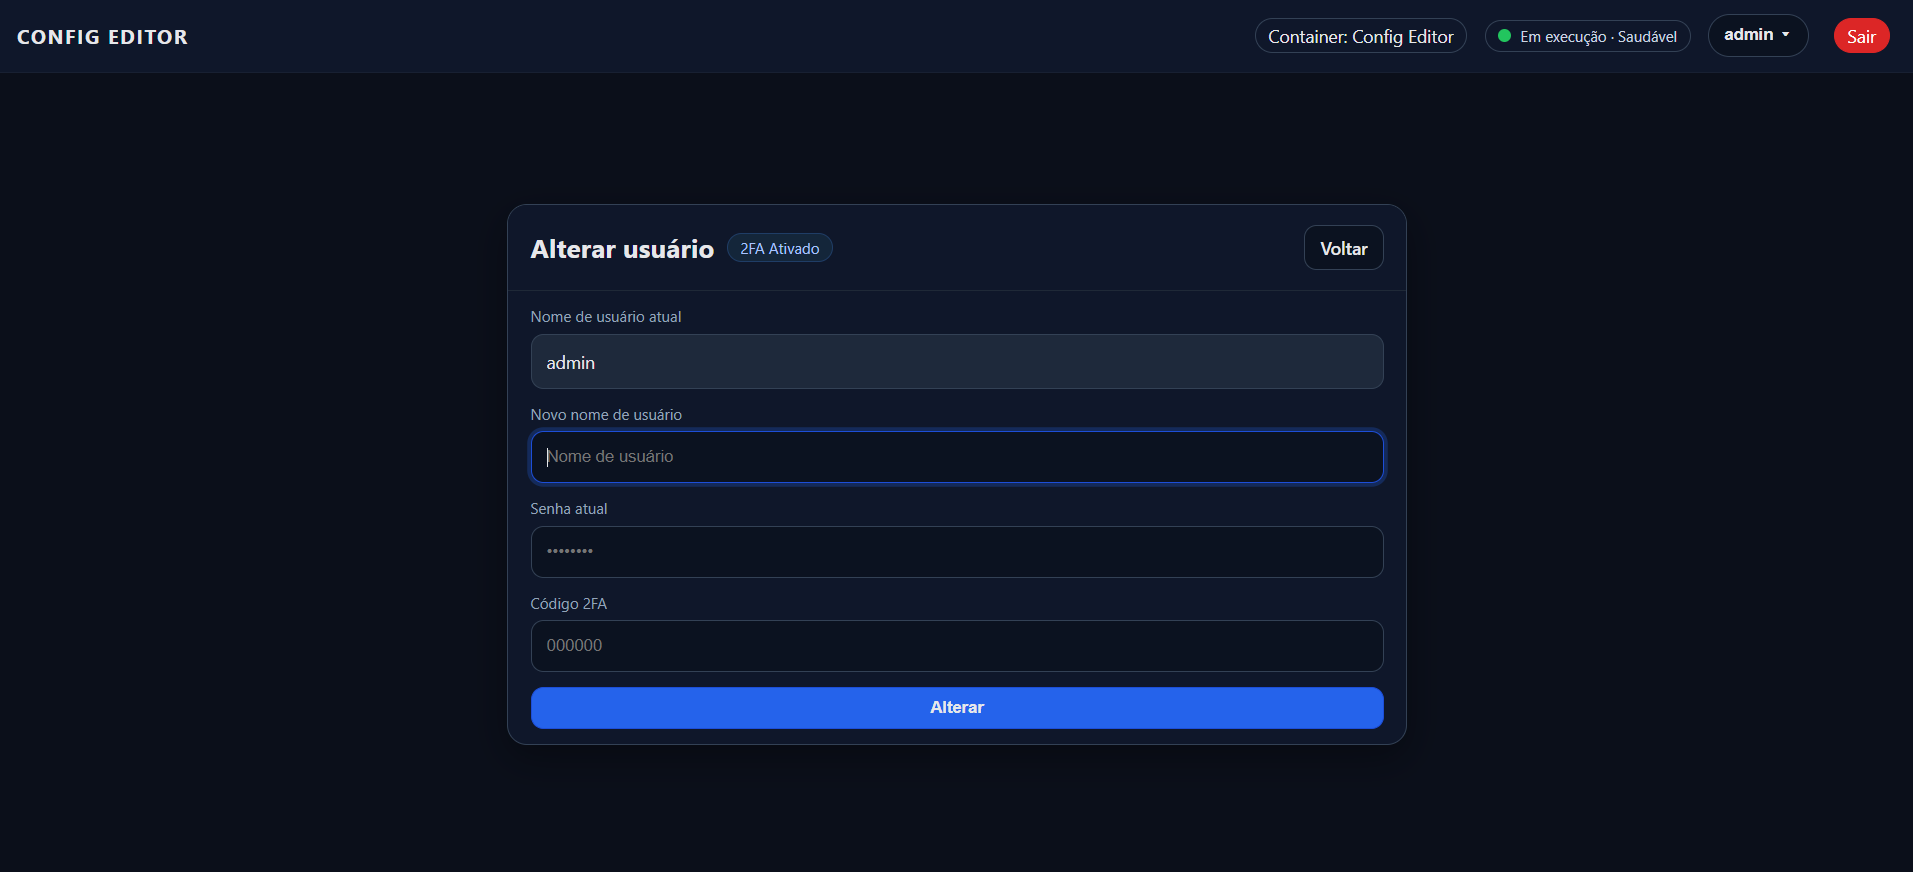 CONFIG EDITOR
Container: Config Editor
Em execução · Saudável
admin
Sair
Alterar usuário
2FA Ativado
Voltar
Nome de usuário atual
admin
Novo nome de usuário
Nome de usuário
Senha atual
••••••••
Código 2FA
000000
Alterar